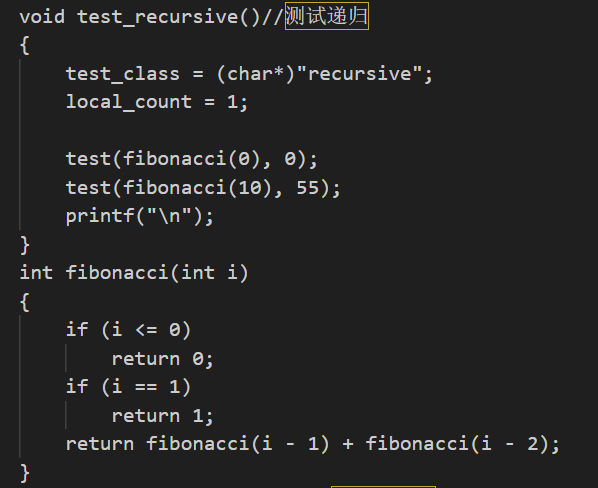 void test_recursive()//测试递归
{
    test_class = (char*)"recursive";
    local_count = 1;

    test(fibonacci(0), 0);
    test(fibonacci(10), 55);
    printf("\n");
}
int fibonacci(int i)
{
    if (i <= 0)
        return 0;
    if (i == 1)
        return 1;
    return fibonacci(i - 1) + fibonacci(i - 2);
}